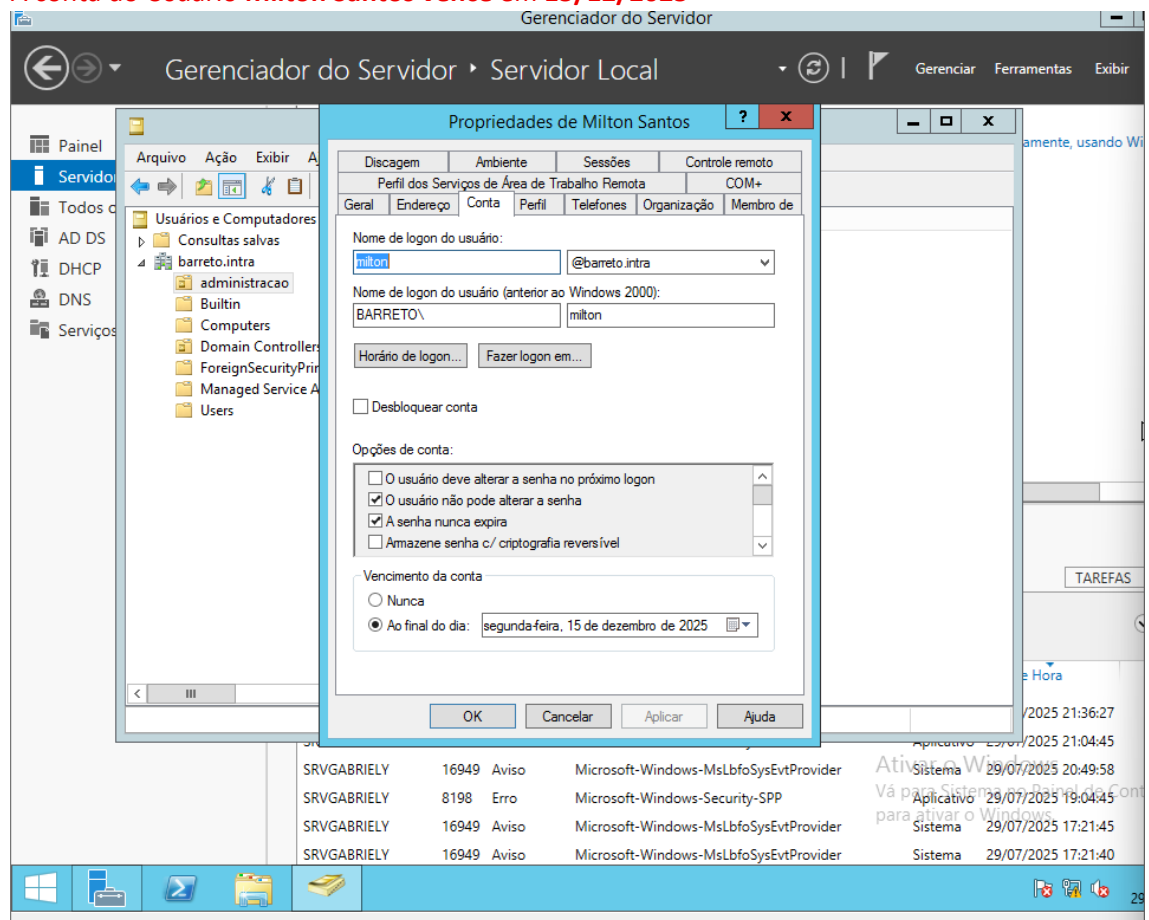 Gerenciador do Servidor
Gerenciador do Servidor • Servidor Local
Gerenciar Ferramentas Exibir
Painel
Servido
Todos o
AD DS
DHCP
DNS
Serviços
Arquivo Ação Exibir Aj
Usuários e Computadores
Consultas salvas
barreto.intra
administracao
Builtin
Computers
Domain Controllers
ForeignSecurityPrin
Managed Service A
Users
Propriedades de Milton Santos
Discagem Ambiente Sessões Controle remoto
Perfil dos Serviços de Área de Trabalho Remota COM+
Geral Endereço Conta Perfil Telefones Organização Membro de
Nome de logon do usuário:
milton @barreto.intra
Nome de logon do usuário (anterior ao Windows 2000):
BARRETO\ milton
Horário de logon... Fazer logon em...
Desbloquear conta
Opções de conta:
O usuário deve alterar a senha no próximo logon
O usuário não pode alterar a senha
A senha nunca expira
Armazene senha c/ criptografia reversível
Vencimento da conta
Nunca
Ao final do dia: segunda-feira, 15 de dezembro de 2025
OK Cancelar Aplicar Ajuda
amente, usando Wi
TAREFAS
e Hora
/2025 21:36:27
Aplicativo 29/07/2025 21:04:45
SRVGABRIELY 16949 Aviso Microsoft-Windows-MsLbfoSysEvtProvider Sistema 29/07/2025 20:49:58
SRVGABRIELY 8198 Erro Microsoft-Windows-Security-SPP Aplicativo 29/07/2025 19:04:45
SRVGABRIELY 16949 Aviso Microsoft-Windows-MsLbfoSysEvtProvider Sistema 29/07/2025 17:21:45
SRVGABRIELY 16949 Aviso Microsoft-Windows-MsLbfoSysEvtProvider Sistema 29/07/2025 17:21:40
Ativar o Windows
Vá para Sistema no Painel de Cont
para ativar o Windows.
29